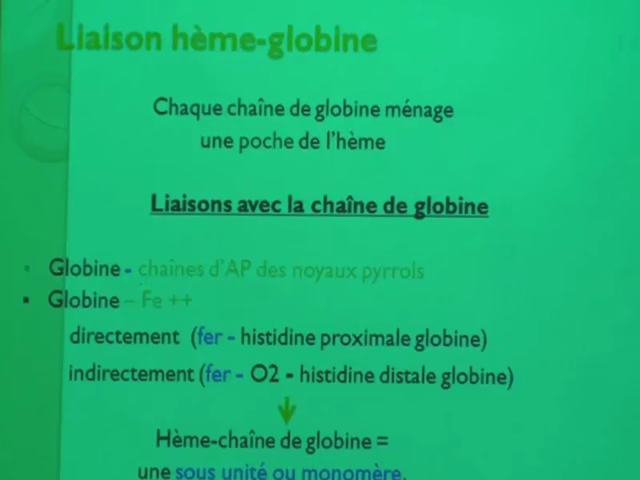 Liaison hème-globine
Chaque chaîne de globine ménage
une poche de l'hème
Liaisons avec la chaîne de globine
• Globine - chaînes d'AP des noyaux pyrrols
▪ Globine – Fe ++
directement (fer - histidine proximale globine)
indirectement (fer - O2 - histidine distale globine)
Hème-chaîne de globine =
une sous unité ou monomère.